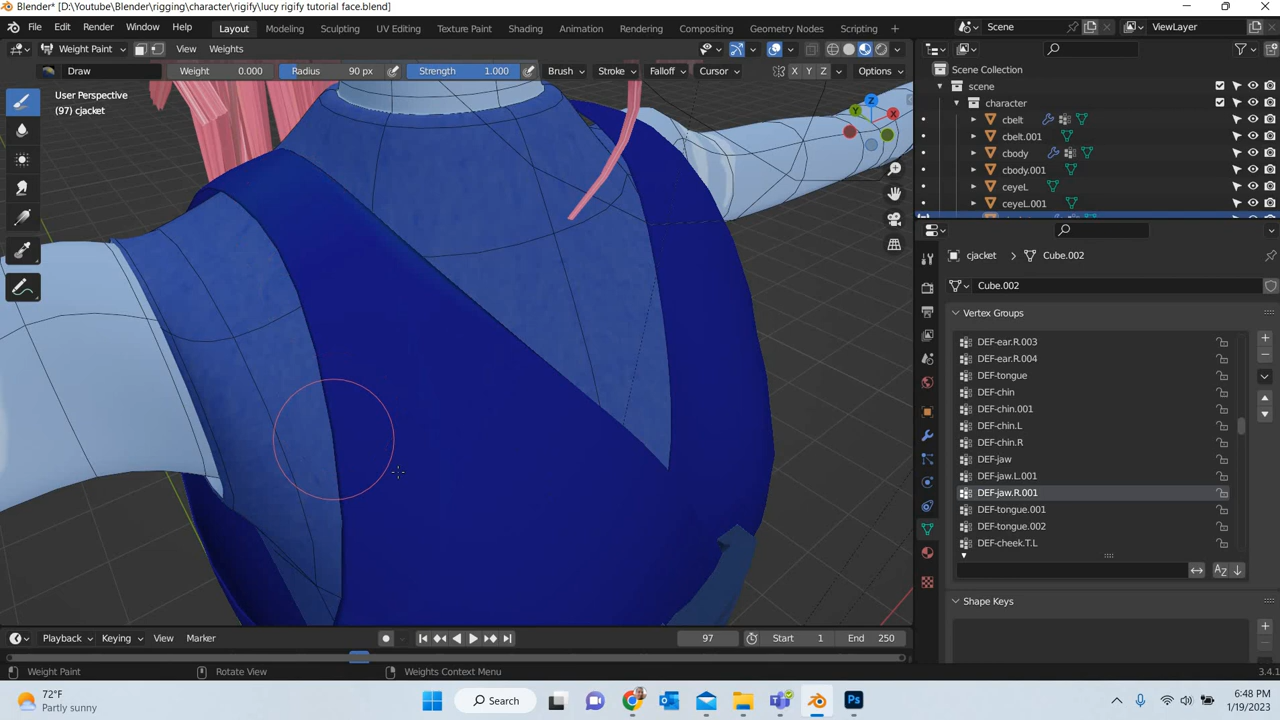 Blender* [D:\Youtube\Blender\rigging\character\rigify\lucy rigify tutorial face.blend]
File Edit Render Window Help Layout Modeling Sculpting UV Editing Texture Paint Shading Animation Rendering Compositing Geometry Nodes Scripting Scene ViewLayer
Weight Paint View Weights
Draw Weight 0.000 Radius 90 px Strength 1.000 Brush Stroke Falloff Cursor X Y Z Options
User Perspective
(97) cjacket
Z
X
Scene Collection
scene
character
cbelt
cbelt.001
cbody
cbody.001
ceyeL
ceyeL.001
cjacket Cube.002
Cube.002
Vertex Groups
DEF-ear.R.003
DEF-ear.R.004
DEF-tongue
DEF-chin
DEF-chin.001
DEF-chin.L
DEF-chin.R
DEF-jaw
DEF-jaw.L.001
DEF-jaw.R.001
DEF-tongue.001
DEF-tongue.002
DEF-cheek.T.L
AZ
Shape Keys
Playback Keying View Marker 97 Start 1 End 250
Weight Paint Rotate View Weights Context Menu 3.4.1
72°F
Partly sunny
Search
Ps
6:48 PM
1/19/2023